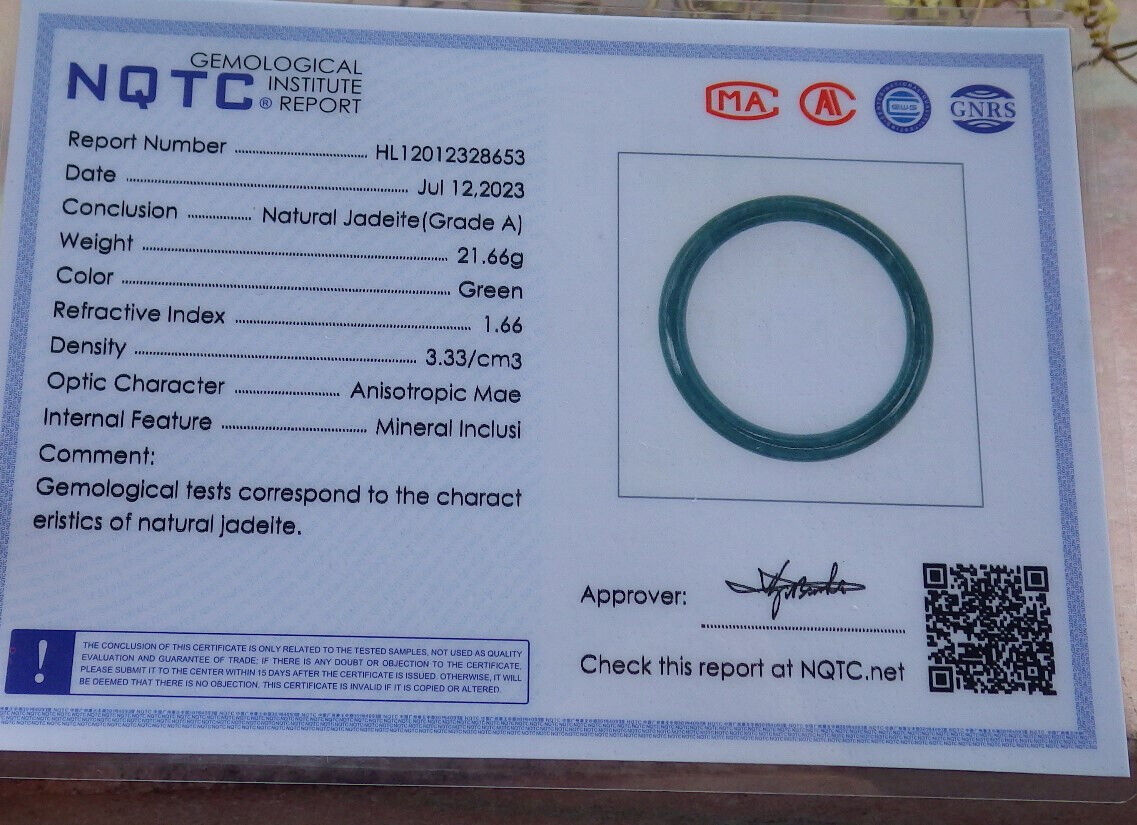 NQTC® GEMOLOGICAL INSTITUTE REPORT
MA
GNRS
Report Number ........ HL12012328653
Date ........ Jul 12,2023
Conclusion ........ Natural Jadeite(Grade A)
Weight ........ 21.66g
Color ........ Green
Refractive Index ........ 1.66
Density ........ 3.33/cm3
Optic Character ........ Anisotropic Mae
Internal Feature ........ Mineral Inclusi
Comment:
Gemological tests correspond to the charact
eristics of natural jadeite.
Approver:
Check this report at NQTC.net
!
THE CONCLUSION OF THIS CERTIFICATE IS ONLY RELATED TO THE TESTED SAMPLES, NOT USED AS QUALITY
EVALUATION AND GUARANTEE OF TRADE; IF THERE IS ANY DOUBT OR OBJECTION TO THE CERTIFICATE,
PLEASE SUBMIT IT TO THE CENTER WITHIN 15 DAYS AFTER THE CERTIFICATE IS ISSUED. OTHERWISE, IT WILL
BE DEEMED THAT THERE IS NO OBJECTION. THIS CERTIFICATE IS INVALID IF IT IS COPIED OR ALTERED.